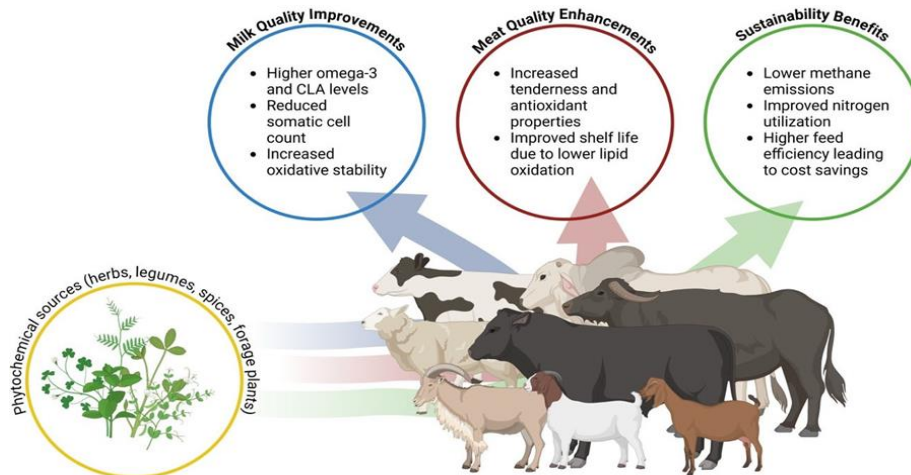 Milk Quality Improvements
• Higher omega-3
and CLA levels
• Reduced
somatic cell
count
• Increased
oxidative stability
Meat Quality Enhancements
• Increased
tenderness and
antioxidant
properties
• Improved shelf life
due to lower lipid
oxidation
Sustainability Benefits
• Lower methane
emissions
• Improved nitrogen
utilization
• Higher feed
efficiency leading
to cost savings
Phytochemical sources (herbs, legumes, spices, forage plants)